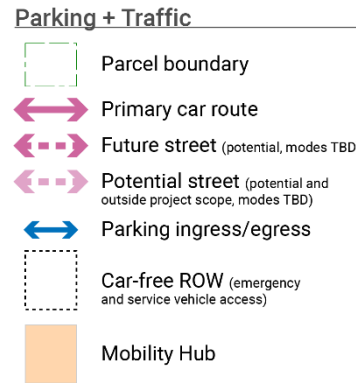 Parking + Traffic
Parcel boundary
Primary car route
Future street (potential, modes TBD
Potential street (potential and
outside project scope, modes TBD)
Parking ingress/egress
Car-free ROW (emergency
and service vehicle access)
Mobility Hub